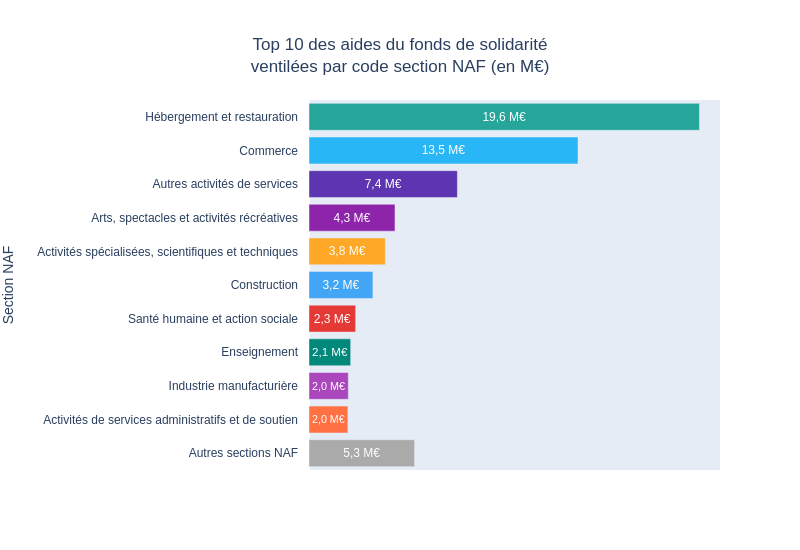 Top 10 des aides du fonds de solidarité
ventilées par code section NAF (en M€)
Section NAF
Hébergement et restauration 19,6 M€
Commerce 13,5 M€
Autres activités de services 7,4 M€
Arts, spectacles et activités récréatives 4,3 M€
Activités spécialisées, scientifiques et techniques 3,8 M€
Construction 3,2 M€
Santé humaine et action sociale 2,3 M€
Enseignement 2,1 M€
Industrie manufacturière 2,0 M€
Activités de services administratifs et de soutien 2,0 M€
Autres sections NAF 5,3 M€